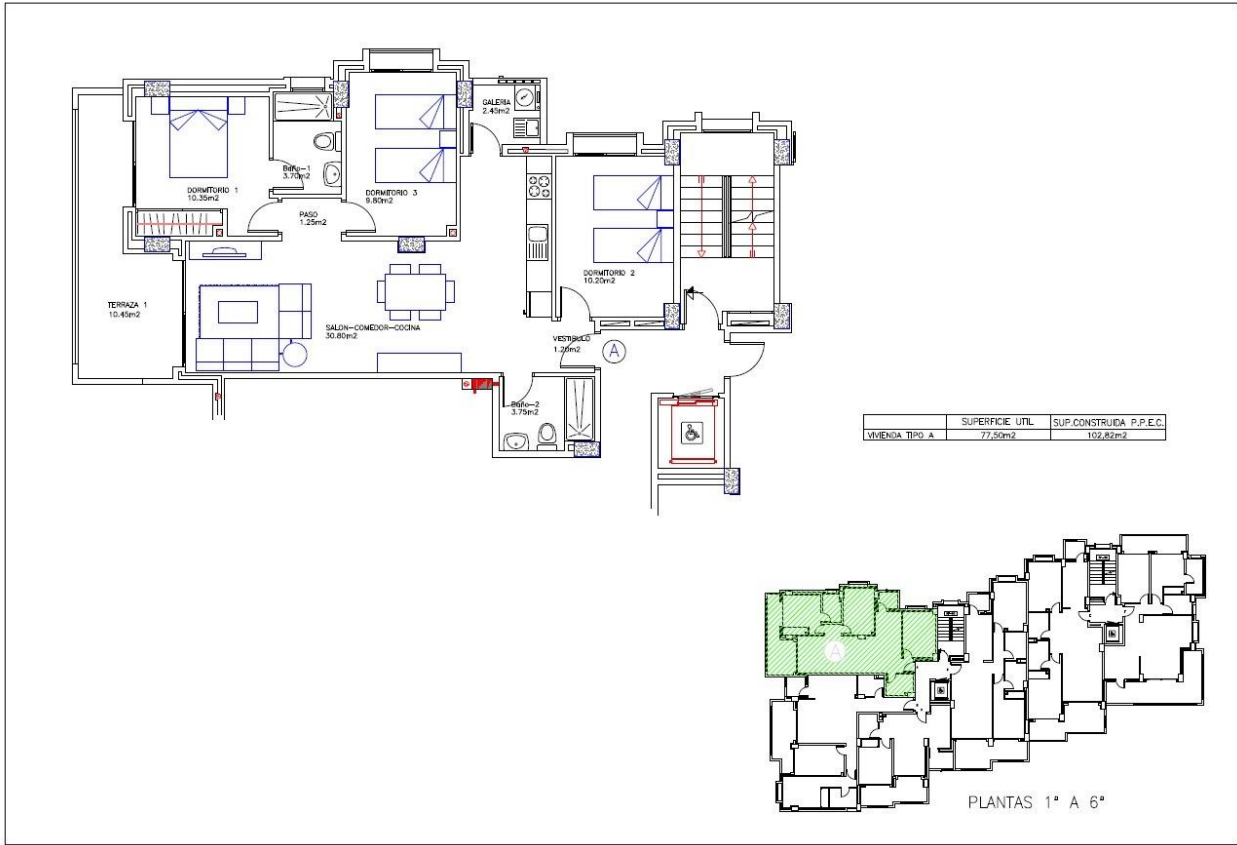 GALERIA
2.45m2
Baño-1
3.70m2
DORMITORIO 1
10.35m2
DORMITORIO 3
9.80m2
PASO
1.25m2
DORMITORIO 2
10.20m2
TERRAZA 1
10.45m2
SALON-COMEDOR-COCINA
30.80m2
VESTIBULO
1.20m2
A
Baño-2
3.75m2
SUPERFICIE UTIL SUP.CONSTRUIDA P.P.E.C.
VIVIENDA TIPO A 77,50m2 102,82m2
A
PLANTAS 1ª A 6ª